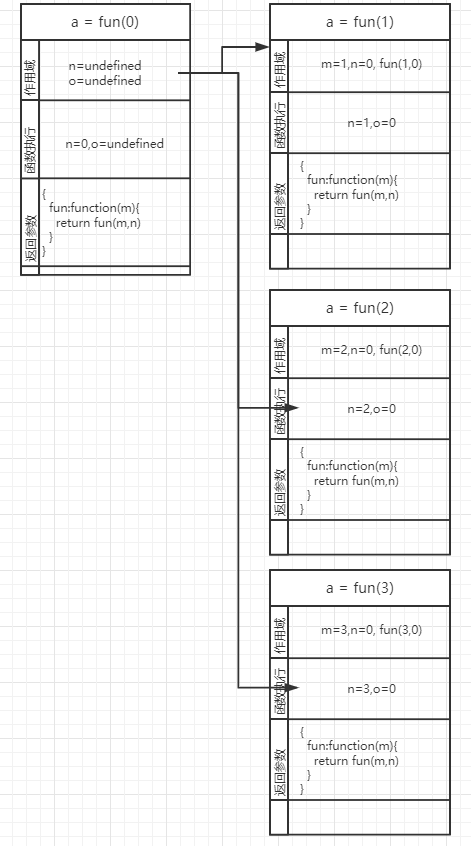 a = fun(0)
作用域
n=undefined
o=undefined
函数执行
n=0,o=undefined
返回参数
{
fun:function(m){
return fun(m,n)
}
}
a = fun(1)
作用域
m=1,n=0, fun(1,0)
函数执行
n=1,o=0
返回参数
{
fun:function(m){
return fun(m,n)
}
}
a = fun(2)
作用域
m=2,n=0, fun(2,0)
函数执行
n=2,o=0
返回参数
{
fun:function(m){
return fun(m,n)
}
}
a = fun(3)
作用域
m=3,n=0, fun(3,0)
函数执行
n=3,o=0
返回参数
{
fun:function(m){
return fun(m,n)
}
}